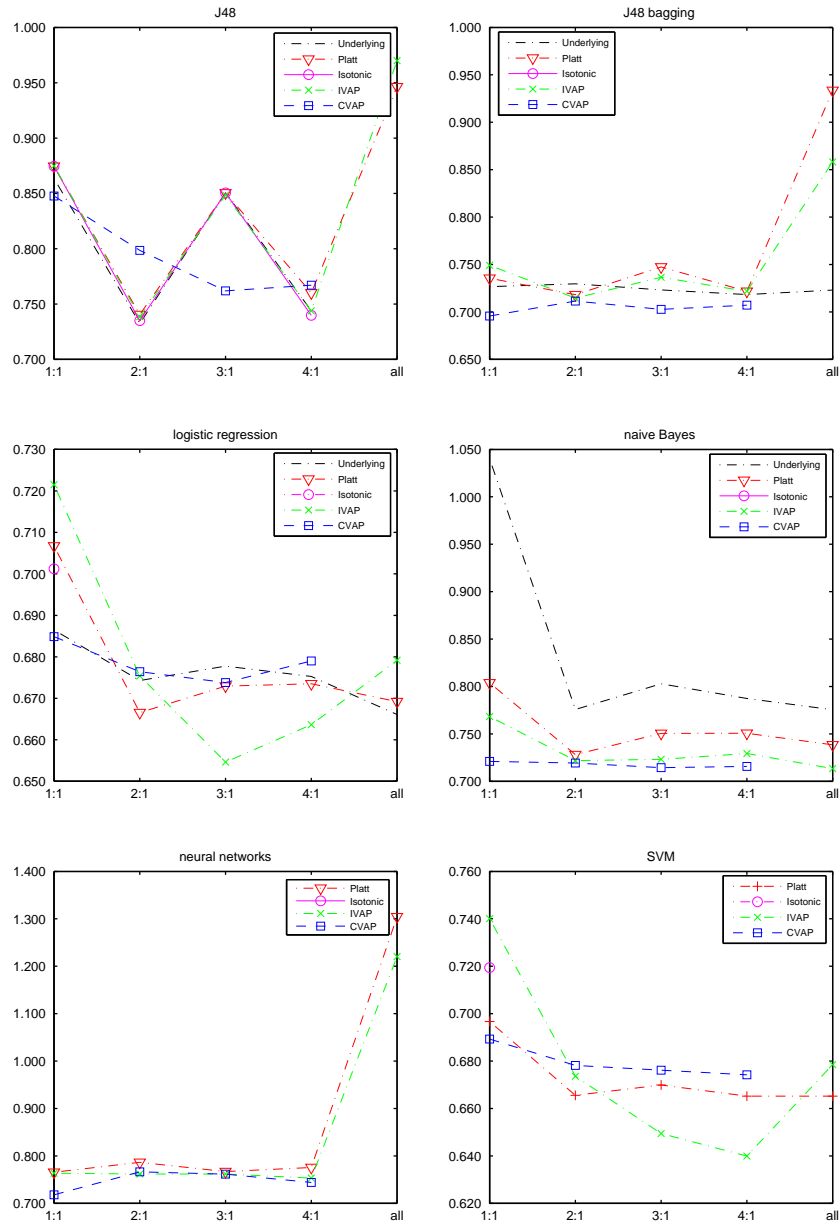 J48
1.000
0.950
0.900
0.850
0.800
0.750
0.700
1:1
2:1
3:1
4:1
all
Underlying
Platt
Isotonic
IVAP
CVAP
J48 bagging
1.000
0.950
0.900
0.850
0.800
0.750
0.700
0.650
1:1
2:1
3:1
4:1
all
Underlying
Platt
Isotonic
IVAP
CVAP
logistic regression
0.730
0.720
0.710
0.700
0.690
0.680
0.670
0.660
0.650
1:1
2:1
3:1
4:1
all
Underlying
Platt
Isotonic
IVAP
CVAP
naive Bayes
1.050
1.000
0.950
0.900
0.850
0.800
0.750
0.700
1:1
2:1
3:1
4:1
all
Underlying
Platt
Isotonic
IVAP
CVAP
neural networks
1.400
1.300
1.200
1.100
1.000
0.900
0.800
0.700
1:1
2:1
3:1
4:1
all
Platt
Isotonic
IVAP
CVAP
SVM
0.760
0.740
0.720
0.700
0.680
0.660
0.640
0.620
1:1
2:1
3:1
4:1
all
Platt
Isotonic
IVAP
CVAP